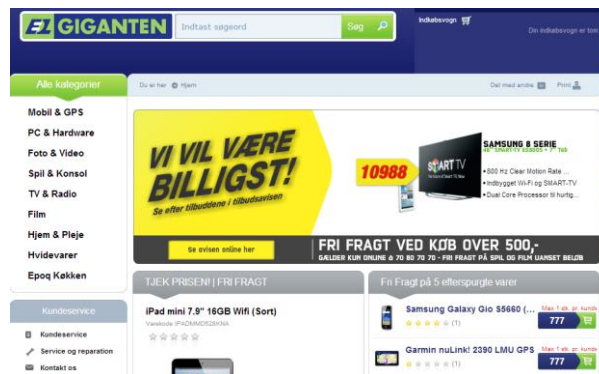 EL GIGANTEN
Indtast søgeord
Søg
Indkøbsvogn
Din indkøbsvogn er tom
Alle kategorier
Du er her
Hjem
Del med andre
Print
Mobil & GPS
PC & Hardware
Foto & Video
Spil & Konsol
TV & Radio
Film
Hjem & Pleje
Hvidevarer
Epoq Køkken
VI VIL VÆRE
BILLIGST!
Se efter tilbuddene i tilbudsavisen
Se avisen online her
10988
SMART TV
SAMSUNG 8 SERIE
•800 Hz Clear Motion Rate ...
•Indbygget Wi-Fi og SMART-TV
•Dual Core Processor til hurtig...
FRI FRAGT VED KØB OVER 500,-
GÆLDER KUN ONLINE & 70 80 70 70 - FRI FRAGT PÅ SPIL OG FILM UANSET BELØB
TJEK PRISEN! | FRI FRAGT
iPad mini 7.9" 16GB Wifi (Sort)
Varekode
(1)
Fri Fragt på 5 efterspurgte varer
Samsung Galaxy Gio S5660 (...
Max 1 stk. pr. kunde
(1)
777
Garmin nuLink! 2390 LMU GPS
Max 1 stk. pr. kunde
(1)
777
Kundeservice
Kundeservice
Service og reparation
Kontakt os